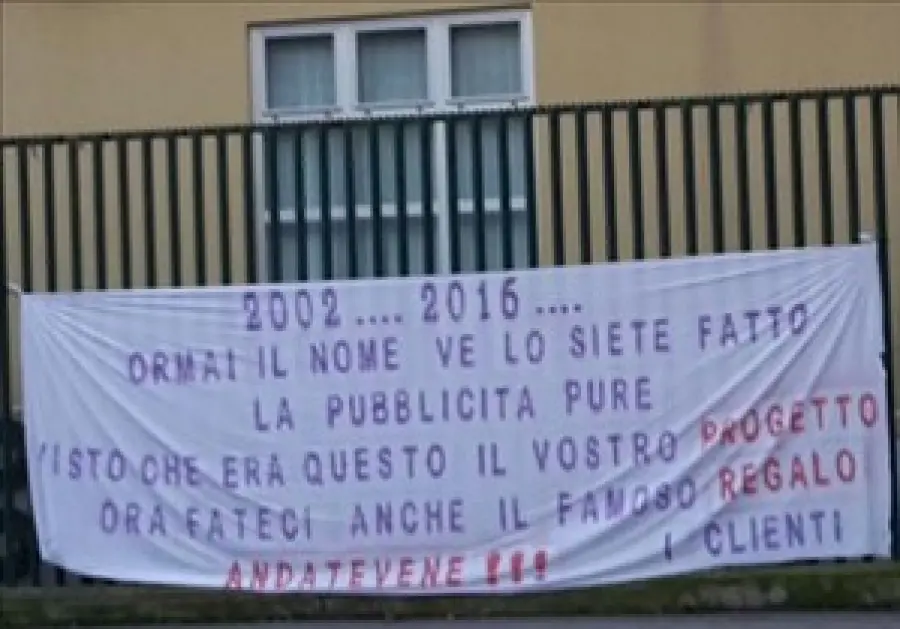 2002 .... 2016 ....
ORMAI IL NOME VE LO SIETE FATTO
LA PUBBLICITA PURE
VISTO CHE ERA QUESTO IL VOSTRO PROGETTO
ORA FATECI ANCHE IL FAMOSO REGALO
I CLIENTI
ANDATEVENE !!!